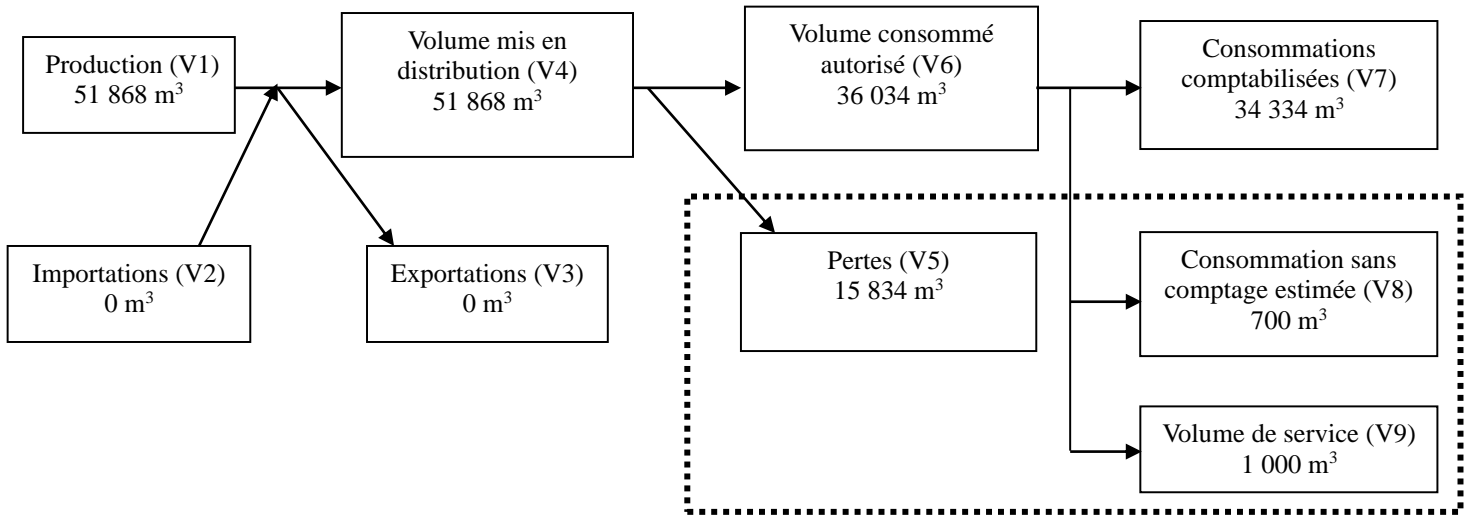 Production (V1)
51 868 m³
Volume mis en
distribution (V4)
51 868 m³
Volume consommé
autorisé (V6)
36 034 m³
Consommations
comptabilisées (V7)
34 334 m³
Importations (V2)
0 m³
Exportations (V3)
0 m³
Pertes (V5)
15 834 m³
Consommation sans
comptage estimée (V8)
700 m³
Volume de service (V9)
1 000 m³